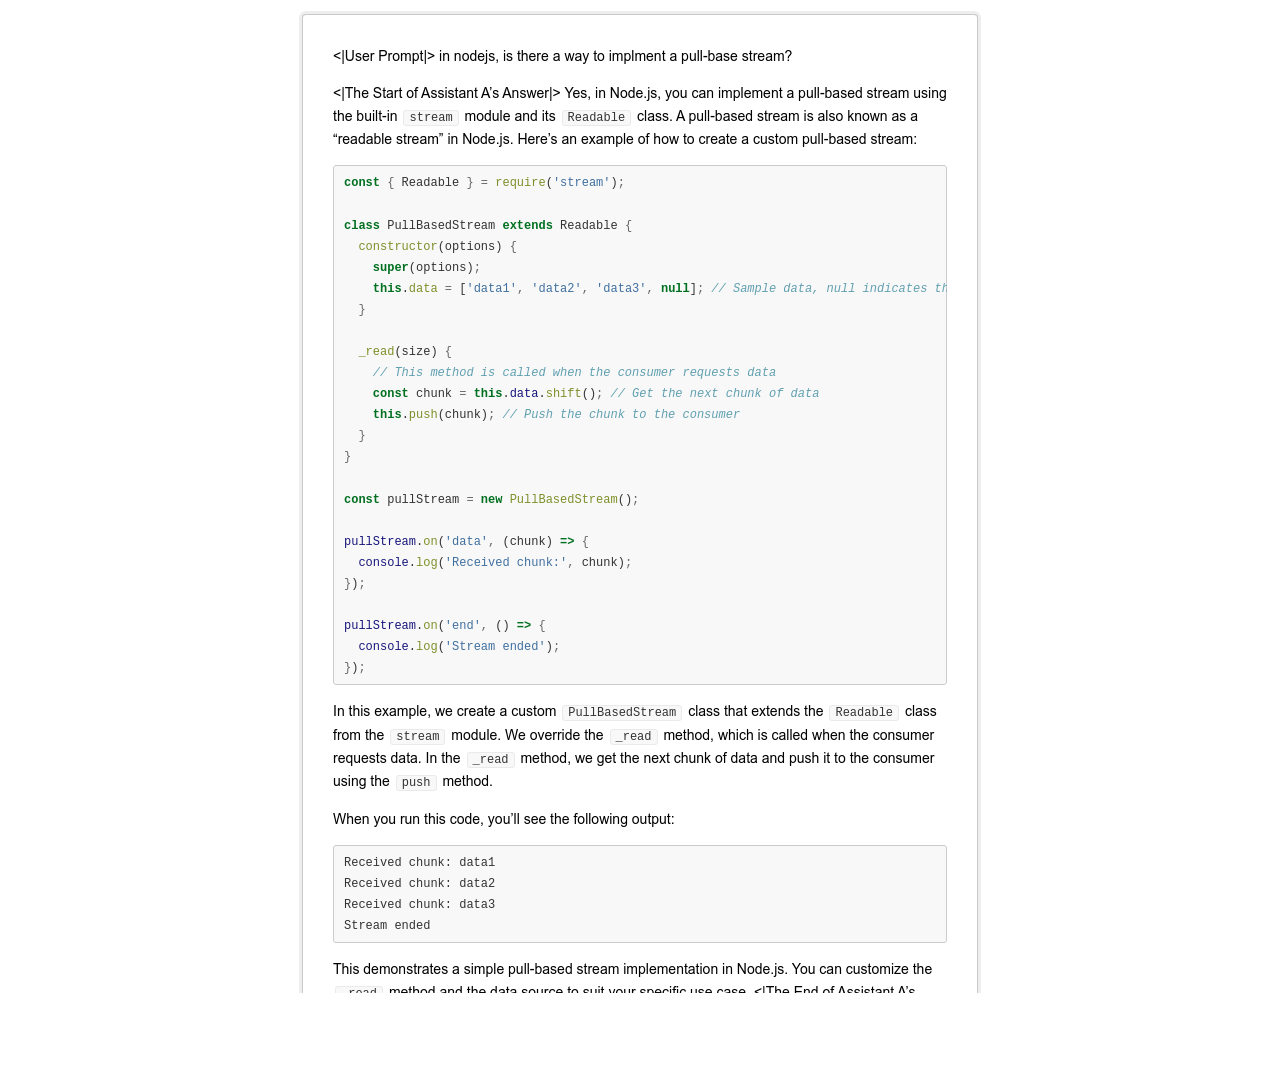 <|User Prompt|> in nodejs, is there a way to implment a pull-base stream?
<|The Start of Assistant A’s Answer|> Yes, in Node.js, you can implement a pull-based stream using
the built-in stream module and its Readable class. A pull-based stream is also known as a
“readable stream” in Node.js. Here’s an example of how to create a custom pull-based stream:
const { Readable } = require('stream');
class PullBasedStream extends Readable {
  constructor(options) {
    super(options);
    this.data = ['data1', 'data2', 'data3', null]; // Sample data, null indicates th
  }
  _read(size) {
    // This method is called when the consumer requests data
    const chunk = this.data.shift(); // Get the next chunk of data
    this.push(chunk); // Push the chunk to the consumer
  }
}
const pullStream = new PullBasedStream();
pullStream.on('data', (chunk) => {
  console.log('Received chunk:', chunk);
});
pullStream.on('end', () => {
  console.log('Stream ended');
});
In this example, we create a custom PullBasedStream class that extends the Readable class
from the stream module. We override the _read method, which is called when the consumer
requests data. In the _read method, we get the next chunk of data and push it to the consumer
using the push method.
When you run this code, you’ll see the following output:
Received chunk: data1
Received chunk: data2
Received chunk: data3
Stream ended
This demonstrates a simple pull-based stream implementation in Node.js. You can customize the
_read method and the data source to suit your specific use case. <|The End of Assistant A’s